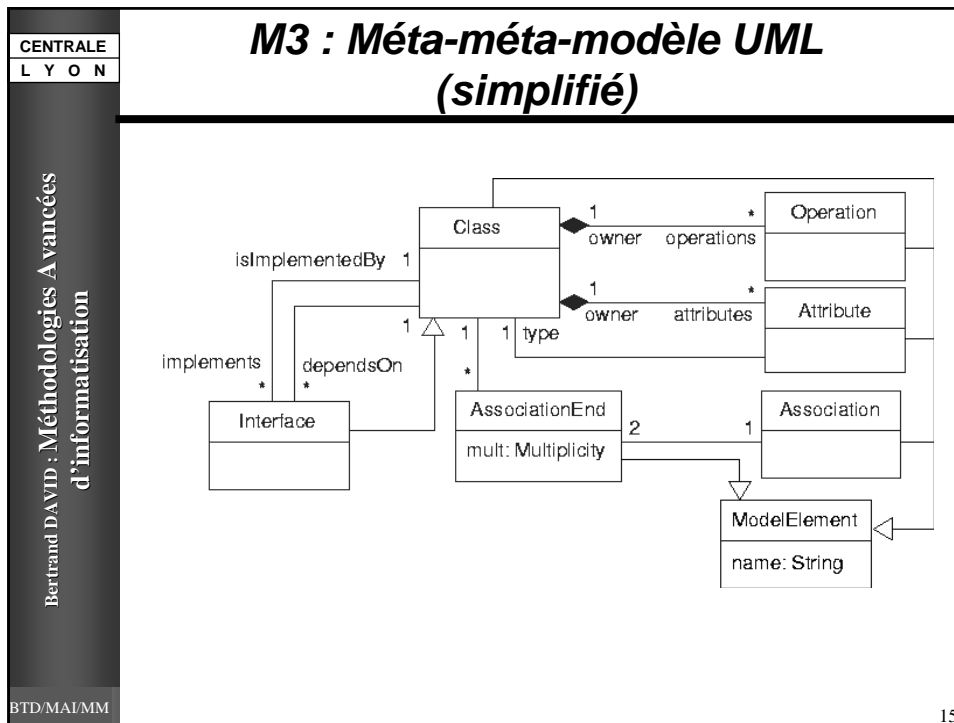 CENTRALE
L Y O N
M3 : Méta-méta-modèle UML
(simplifié)
Bertrand DAVID : Méthodologies Avancées
d'informatisation
Class
1
owner
operations
*
Operation
1
owner
attributes
*
Attribute
isImplementedBy
1
1
1
1
type
implements
*
dependsOn
*
*
Interface
AssociationEnd
mult: Multiplicity
2
1
Association
ModelElement
name: String
BTD/MAI/MM
15